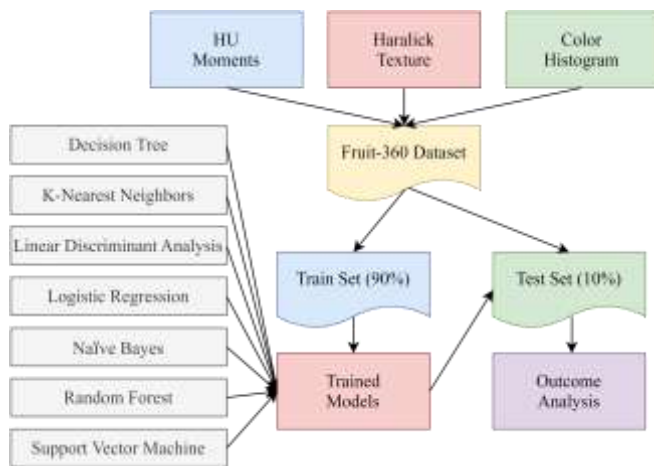 HU
Moments
Haralick
Texture
Color
Histogram
Fruit-360 Dataset
Decision Tree
K-Nearest Neighbors
Linear Discriminant Analysis
Logistic Regression
Naïve Bayes
Random Forest
Support Vector Machine
Train Set (90%)
Test Set (10%)
Trained
Models
Outcome
Analysis